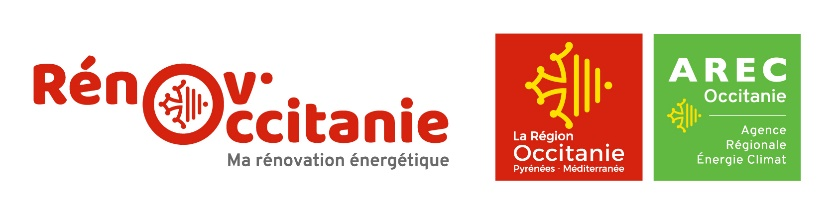 Rénov'
Occitanie
Ma rénovation énergétique
La Région
Occitanie
Pyrénées - Méditerranée
AREC
Occitanie
Agence
Régionale
Énergie Climat